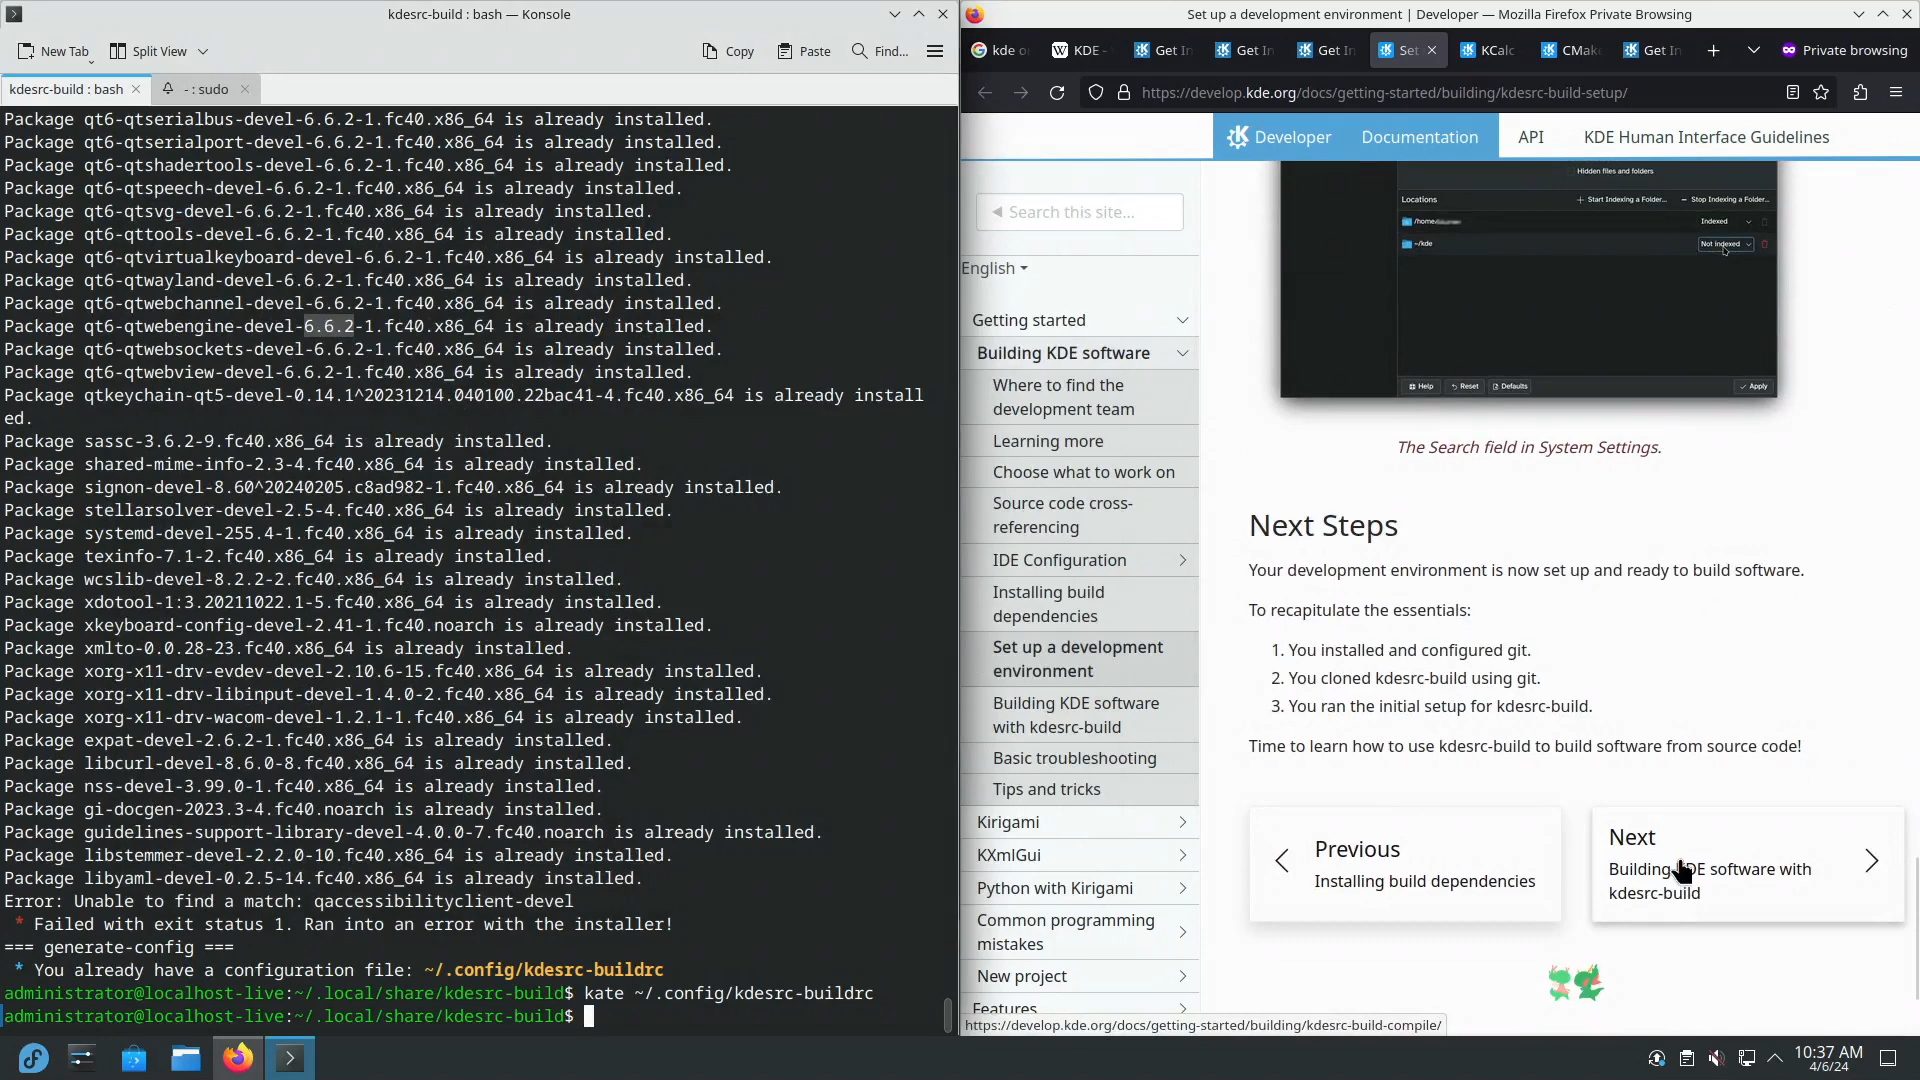 kdesrc-build : bash — Konsole
New Tab
Split View
Copy
Paste
Find...
kdesrc-build : bash
- : sudo
Package qt6-qtserialbus-devel-6.6.2-1.fc40.x86_64 is already installed.
Package qt6-qtserialport-devel-6.6.2-1.fc40.x86_64 is already installed.
Package qt6-qtshadertools-devel-6.6.2-1.fc40.x86_64 is already installed.
Package qt6-qtspeech-devel-6.6.2-1.fc40.x86_64 is already installed.
Package qt6-qtsvg-devel-6.6.2-1.fc40.x86_64 is already installed.
Package qt6-qttools-devel-6.6.2-1.fc40.x86_64 is already installed.
Package qt6-qtvirtualkeyboard-devel-6.6.2-1.fc40.x86_64 is already installed.
Package qt6-qtwayland-devel-6.6.2-1.fc40.x86_64 is already installed.
Package qt6-qtwebchannel-devel-6.6.2-1.fc40.x86_64 is already installed.
Package qt6-qtwebengine-devel-6.6.2-1.fc40.x86_64 is already installed.
Package qt6-qtwebsockets-devel-6.6.2-1.fc40.x86_64 is already installed.
Package qt6-qtwebview-devel-6.6.2-1.fc40.x86_64 is already installed.
Package qtkeychain-qt5-devel-0.14.1^20231214.040100.22bac41-4.fc40.x86_64 is already install
ed.
Package sassc-3.6.2-9.fc40.x86_64 is already installed.
Package shared-mime-info-2.3-4.fc40.x86_64 is already installed.
Package signon-devel-8.60^20240205.c8ad982-1.fc40.x86_64 is already installed.
Package stellarsolver-devel-2.5-4.fc40.x86_64 is already installed.
Package systemd-devel-255.4-1.fc40.x86_64 is already installed.
Package texinfo-7.1-2.fc40.x86_64 is already installed.
Package wcslib-devel-8.2.2-2.fc40.x86_64 is already installed.
Package xdotool-1:3.20211022.1-5.fc40.x86_64 is already installed.
Package xkeyboard-config-devel-2.41-1.fc40.noarch is already installed.
Package xmlto-0.0.28-23.fc40.x86_64 is already installed.
Package xorg-x11-drv-evdev-devel-2.10.6-15.fc40.x86_64 is already installed.
Package xorg-x11-drv-libinput-devel-1.4.0-2.fc40.x86_64 is already installed.
Package xorg-x11-drv-wacom-devel-1.2.1-1.fc40.x86_64 is already installed.
Package expat-devel-2.6.2-1.fc40.x86_64 is already installed.
Package libcurl-devel-8.6.0-8.fc40.x86_64 is already installed.
Package nss-devel-3.99.0-1.fc40.x86_64 is already installed.
Package gi-docgen-2023.3-4.fc40.noarch is already installed.
Package guidelines-support-library-devel-4.0.0-7.fc40.noarch is already installed.
Package libstemmer-devel-2.2.0-10.fc40.x86_64 is already installed.
Package libyaml-devel-0.2.5-14.fc40.x86_64 is already installed.
Error: Unable to find a match: qaccessibilityclient-devel
* Failed with exit status 1. Ran into an error with the installer!
=== generate-config ===
* You already have a configuration file: ~/.config/kdesrc-buildrc
administrator@localhost-live:~/.local/share/kdesrc-build$ kate ~/.config/kdesrc-buildrc
administrator@localhost-live:~/.local/share/kdesrc-build$
Set up a development environment | Developer — Mozilla Firefox Private Browsing
kde o
KDE -
Get In
Get In
Get In
Set
KCalc
CMak
Get In
Private browsing
https://develop.kde.org/docs/getting-started/building/kdesrc-build-setup/
Developer
Documentation
API
KDE Human Interface Guidelines
Search this site...
English
Getting started
Building KDE software
Where to find the
development team
Learning more
Choose what to work on
Source code cross-
referencing
IDE Configuration
Installing build
dependencies
Set up a development
environment
Building KDE software
with kdesrc-build
Basic troubleshooting
Tips and tricks
Kirigami
KXmlGui
Python with Kirigami
Common programming
mistakes
New project
Features
Hidden files and folders
Locations
Start Indexing a Folder...
Stop Indexing a Folder...
/home/
Indexed
~/kde
Not Indexed
Help
Reset
Defaults
Apply
The Search field in System Settings.
Next Steps
Your development environment is now set up and ready to build software.
To recapitulate the essentials:
1. You installed and configured git.
2. You cloned kdesrc-build using git.
3. You ran the initial setup for kdesrc-build.
Time to learn how to use kdesrc-build to build software from source code!
Previous
Installing build dependencies
Next
Building KDE software with
kdesrc-build
https://develop.kde.org/docs/getting-started/building/kdesrc-build-compile/
10:37 AM
4/6/24